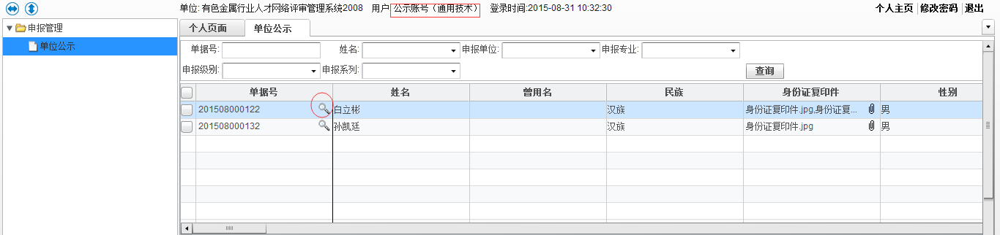 单位: 有色金属行业人才网络评审管理系统2008 用户 公示账号（通用技术） 登录时间:2015-08-31 10:32:30 个人主页 修改密码 退出
申报管理
单位公示
个人页面 单位公示
单据号: 姓名: 申报单位: 申报专业:
申报级别: 申报系列: 查询
单据号 姓名 曾用名 民族 身份证复印件 性别
201508000122 白立彬 汉族 身份证复印件.jpg,身份证复... 男
201508000132 孙凯廷 汉族 身份证复印件.jpg 男